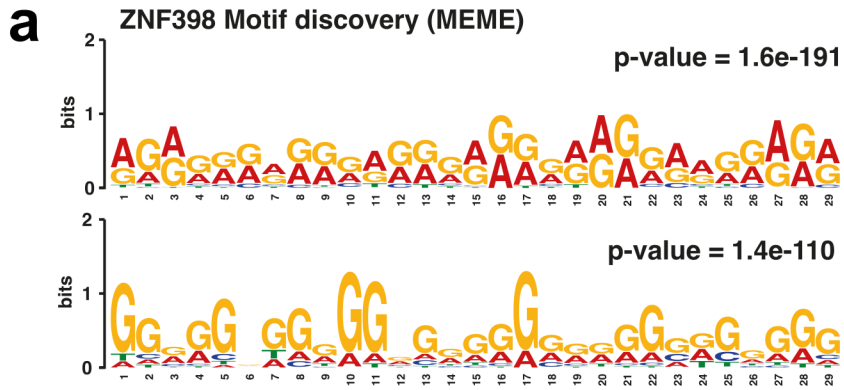 a
ZNF398 Motif discovery (MEME)
p-value = 1.6e-191
bits
2
1
0
1 2 3 4 5 6 7 8 9 10 11 12 13 14 15 16 17 18 19 20 21 22 23 24 25 26 27 28 29
p-value = 1.4e-110
bits
2
1
0
1 2 3 4 5 6 7 8 9 10 11 12 13 14 15 16 17 18 19 20 21 22 23 24 25 26 27 28 29